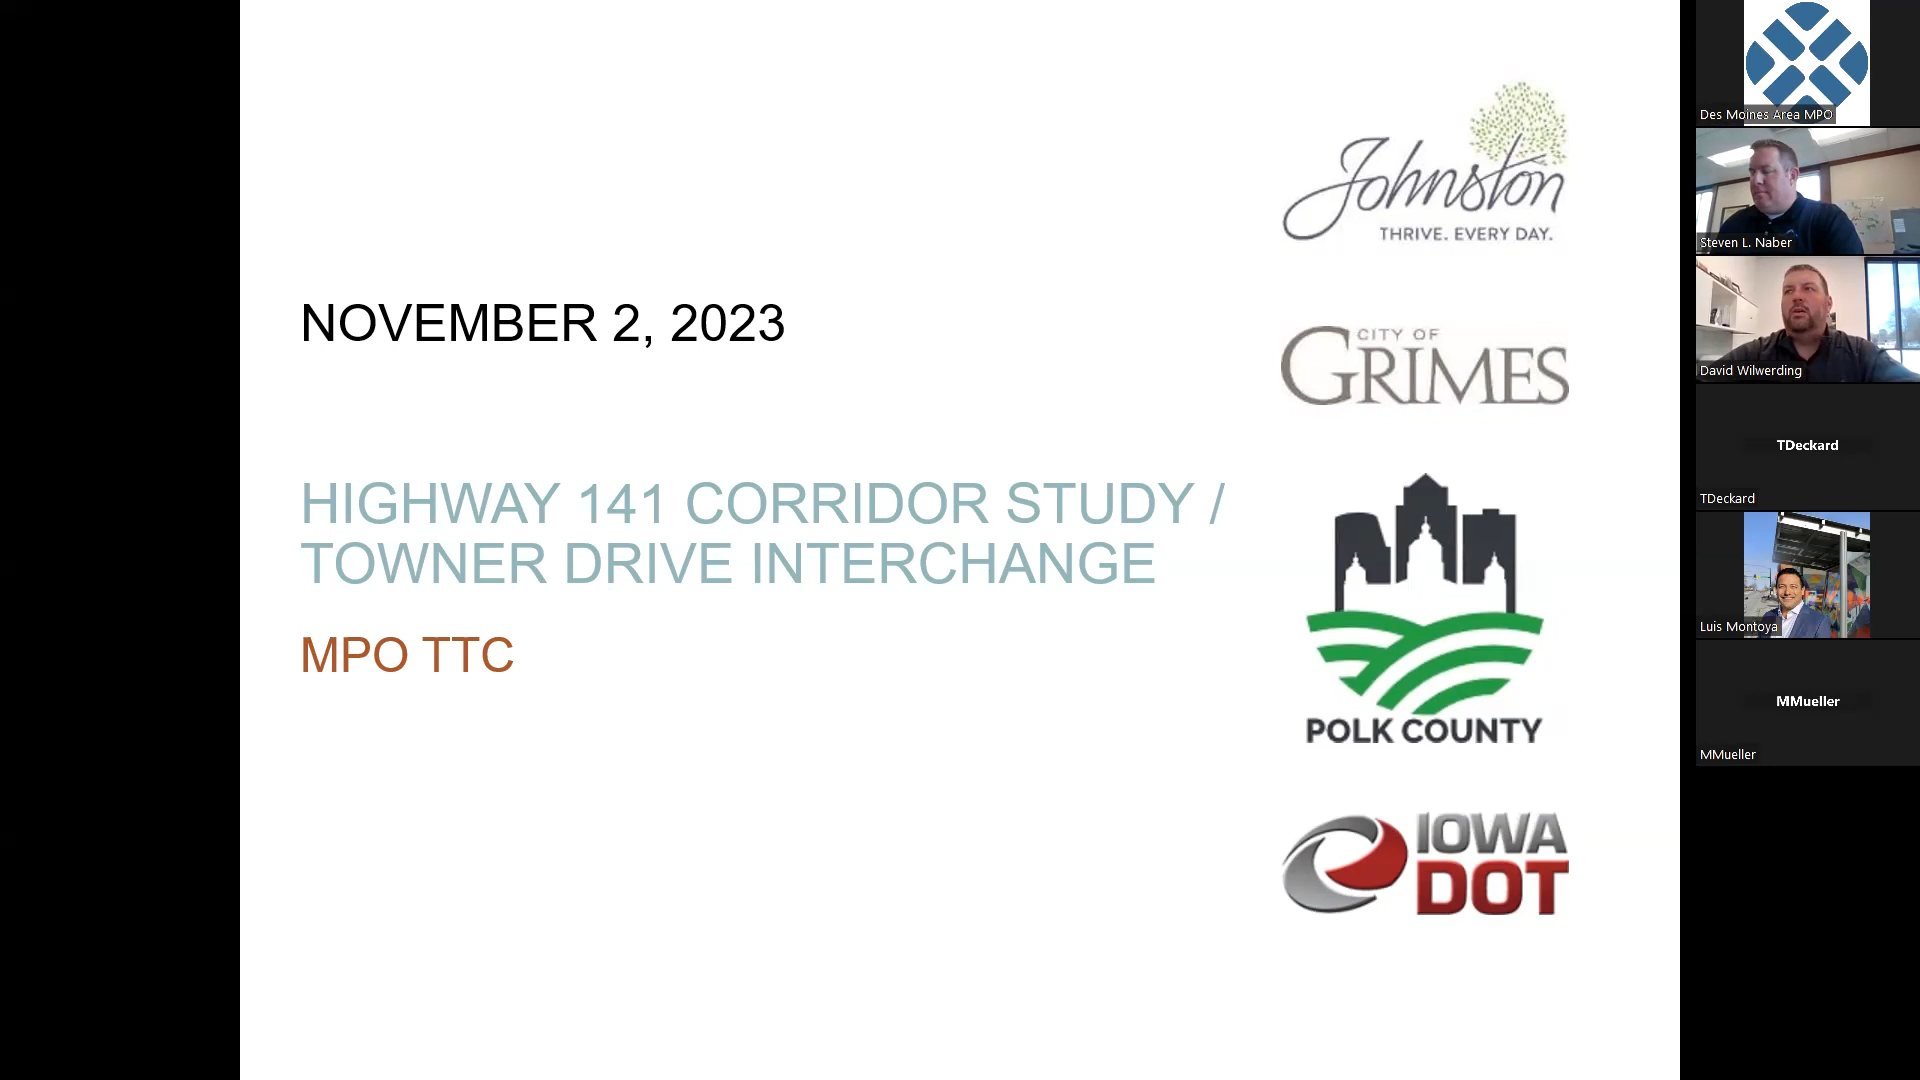 NOVEMBER 2, 2023
HIGHWAY 141 CORRIDOR STUDY /
TOWNER DRIVE INTERCHANGE
MPO TTC
Johnston
THRIVE. EVERY DAY.
CITY OF
GRIMES
POLK COUNTY
IOWA
DOT
Des Moines Area MPO
Steven L. Naber
David Wilwerding
TDeckard
TDeckard
Luis Montoya
MMueller
MMueller